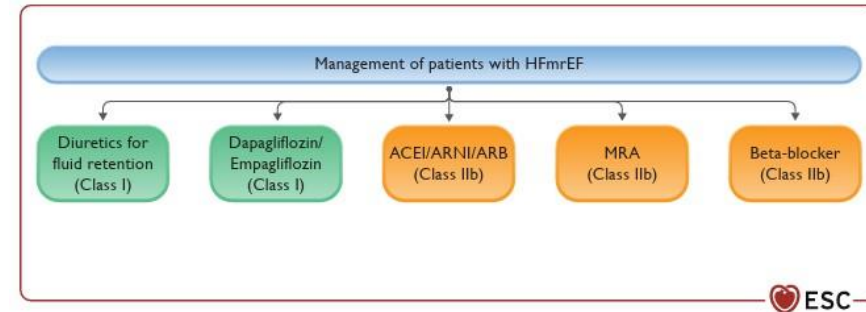 Management of patients with HFmrEF
Diuretics for
fluid retention
(Class I)
Dapagliflozin/
Empagliflozin
(Class I)
ACEI/ARNI/ARB
(Class IIb)
MRA
(Class IIb)
Beta-blocker
(Class IIb)
ESC